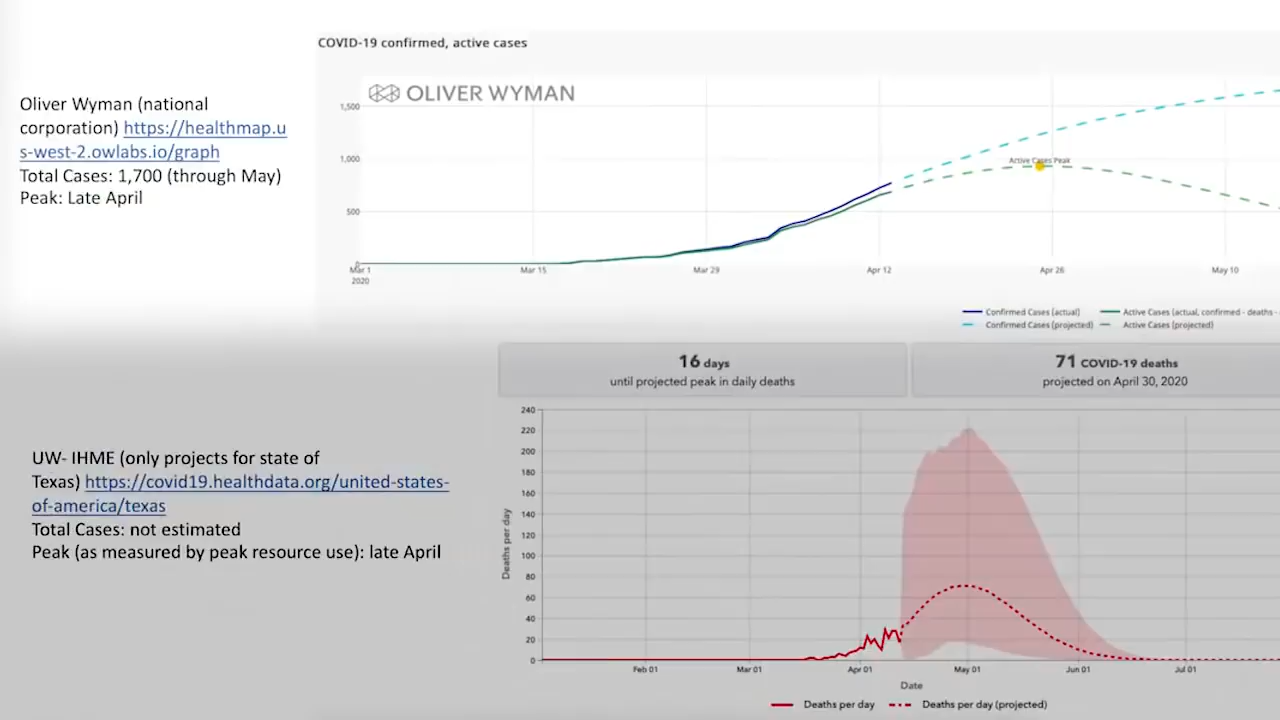 COVID-19 confirmed, active cases
OLIVER WYMAN
Oliver Wyman (national
corporation) https://healthmap.u
s-west-2.owlabs.io/graph
Total Cases: 1,700 (through May)
Peak: Late April
1,500
1,000
500
0
Active Cases Peak
Mar 1
2020
Mar 15
Mar 29
Apr 12
Apr 26
May 10
Confirmed Cases (actual)
Active Cases (actual, confirmed - deaths -
Confirmed Cases (projected)
Active Cases (projected)
16 days
until projected peak in daily deaths
71 COVID-19 deaths
projected on April 30, 2020
UW- IHME (only projects for state of
Texas) https://covid19.healthdata.org/united-states-
of-america/texas
Total Cases: not estimated
Peak (as measured by peak resource use): late April
Deaths per day
240
220
200
180
160
140
120
100
80
60
40
20
0
Feb 01
Mar 01
Apr 01
May 01
Jun 01
Jul 01
Date
Deaths per day
Deaths per day (projected)